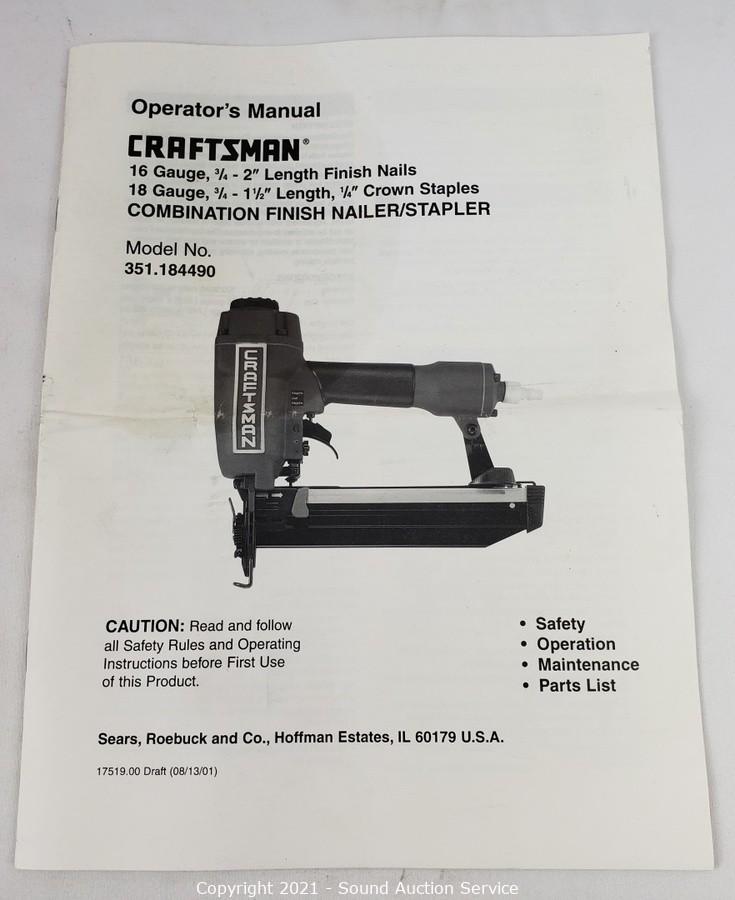 Operator's Manual
CRAFTSMAN®
16 Gauge, ¾ - 2" Length Finish Nails
18 Gauge, ¾ - 1½" Length, ¼" Crown Staples
COMBINATION FINISH NAILER/STAPLER
Model No.
351.184490
CRAFTSMAN
CAUTION: Read and follow
all Safety Rules and Operating
Instructions before First Use
of this Product.
• Safety
• Operation
• Maintenance
• Parts List
Sears, Roebuck and Co., Hoffman Estates, IL 60179 U.S.A.
17519.00 Draft (08/13/01)
Copyright 2021 - Sound Auction Service